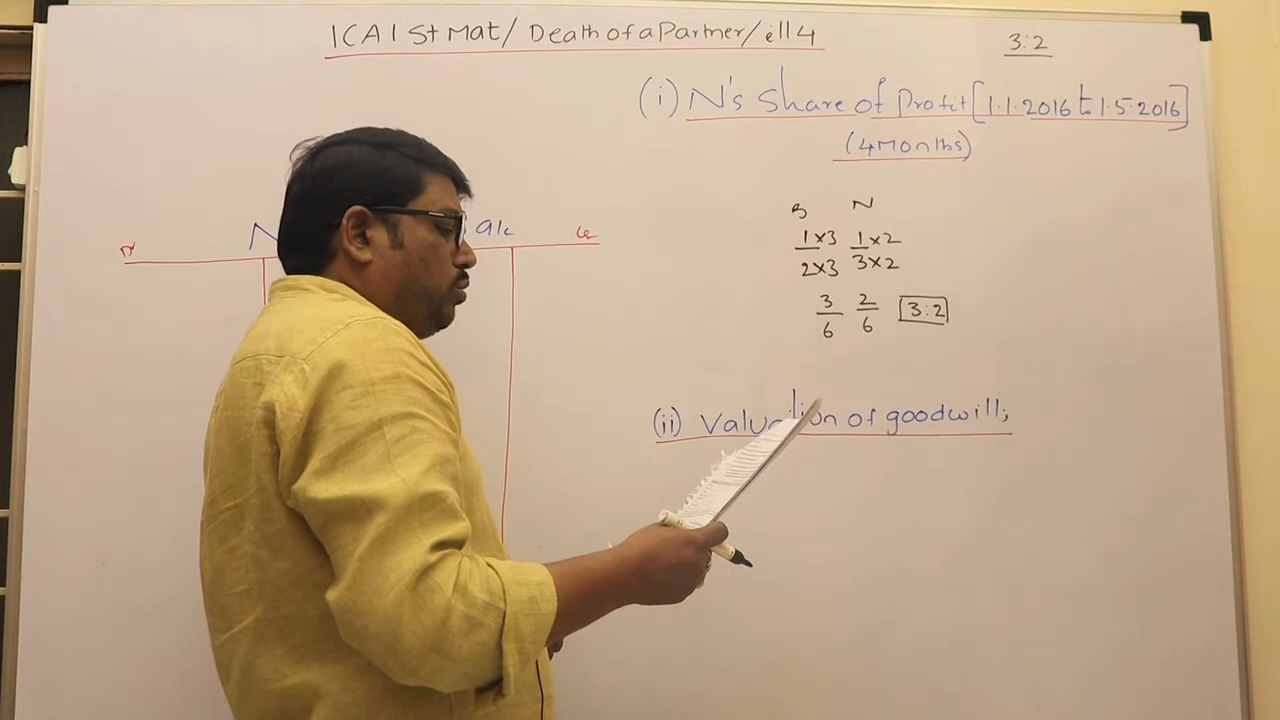 ICAI St Mat/ Death of a Partner/ ill 4
3:2
(i) N's Share of Profit [1.1.2016 to 1.5.2016]
(4 Months)
B N
1×3 1×2
2×3 3×2
3 2
6 6
3:2
Dr N a/c Cr
(ii) Valuation of goodwill;